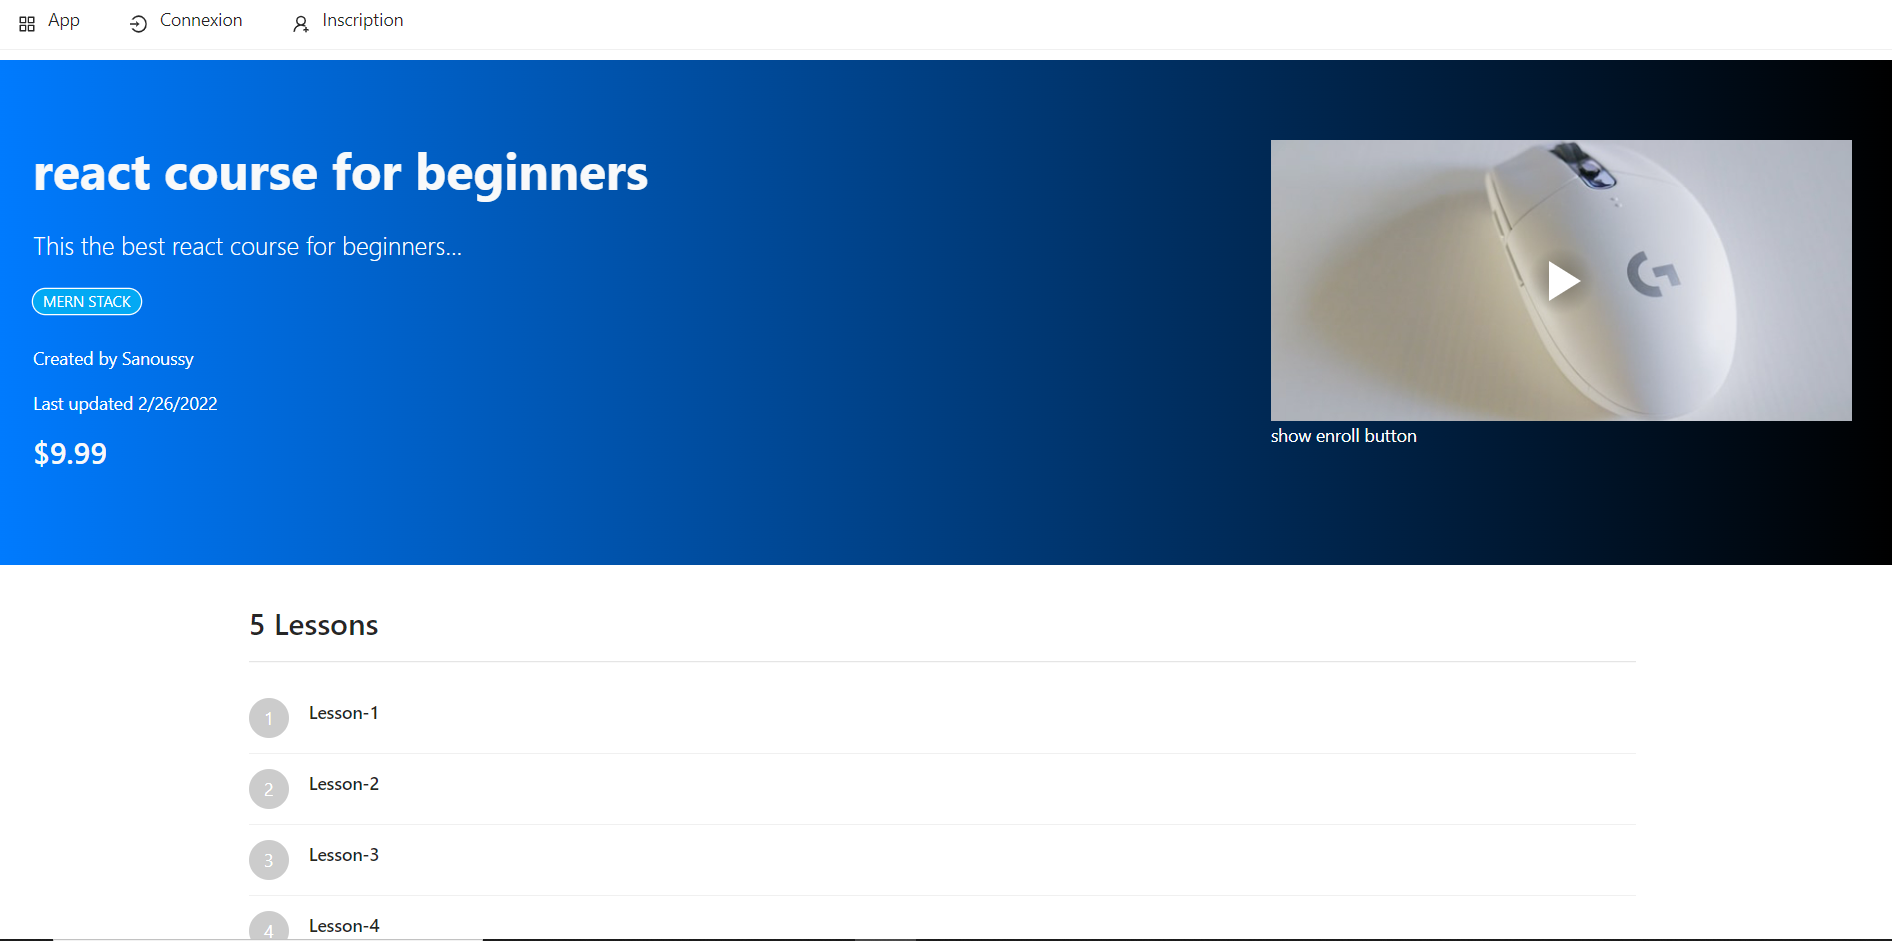 App Connexion Inscription
react course for beginners
This the best react course for beginners...
MERN STACK
Created by Sanoussy
Last updated 2/26/2022
$9.99
show enroll button
5 Lessons
1 Lesson-1
2 Lesson-2
3 Lesson-3
4 Lesson-4